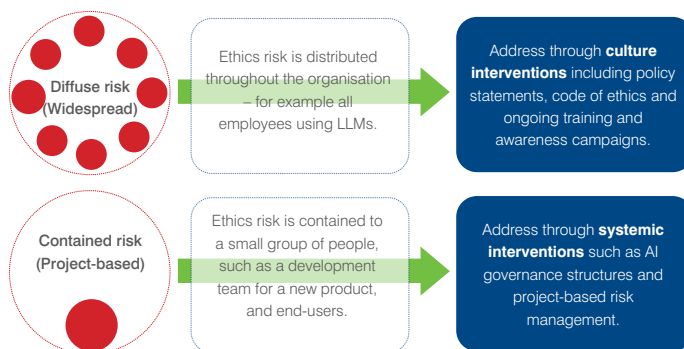 Diffuse risk
(Widespread)
Ethics risk is distributed
throughout the organisation
– for example all
employees using LLMs.
Address through culture
interventions including policy
statements, code of ethics and
ongoing training and
awareness campaigns.
Contained risk
(Project-based)
Ethics risk is contained to
a small group of people,
such as a development
team for a new product,
and end-users.
Address through systemic
interventions such as AI
governance structures and
project-based risk
management.